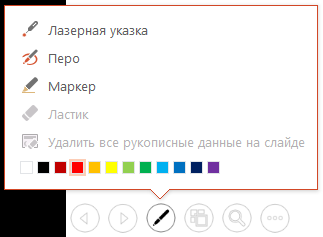 Лазерная указка
Перо
Маркер
Ластик
Удалить все рукописные данные на слайде